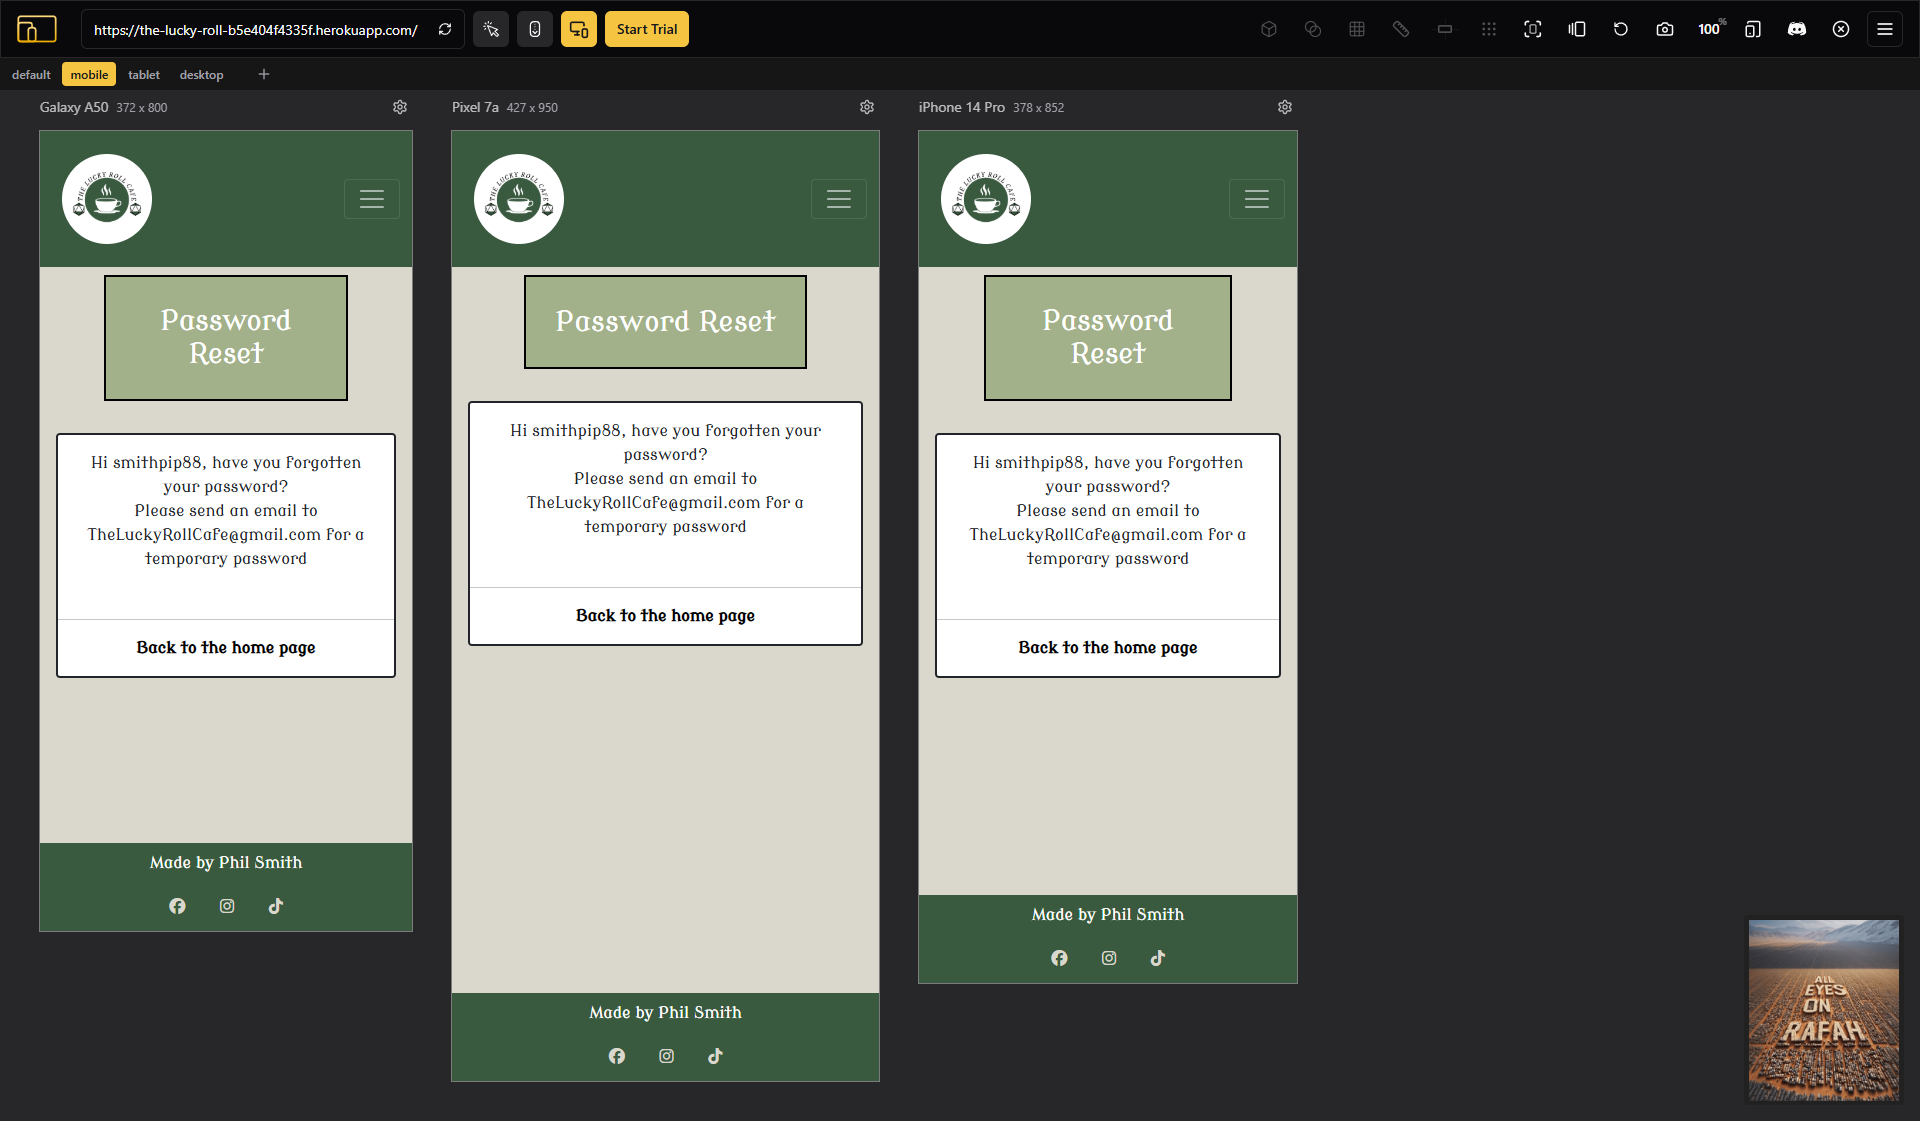 https://the-lucky-roll-b5e404f4335f.herokuapp.com/
Start Trial
100%
default
mobile
tablet
desktop
Galaxy A50 372 x 800
THE LUCKY ROLL CAFE
Password
Reset
Hi smithpip88, have you forgotten
your password?
Please send an email to
TheLuckyRollCafe@gmail.com for a
temporary password
Back to the home page
Made by Phil Smith
Pixel 7a 427 x 950
THE LUCKY ROLL CAFE
Password Reset
Hi smithpip88, have you forgotten your
password?
Please send an email to
TheLuckyRollCafe@gmail.com for a
temporary password
Back to the home page
Made by Phil Smith
iPhone 14 Pro 378 x 852
THE LUCKY ROLL CAFE
Password
Reset
Hi smithpip88, have you forgotten
your password?
Please send an email to
TheLuckyRollCafe@gmail.com for a
temporary password
Back to the home page
Made by Phil Smith
ALL
EYES
ON
RAFAH